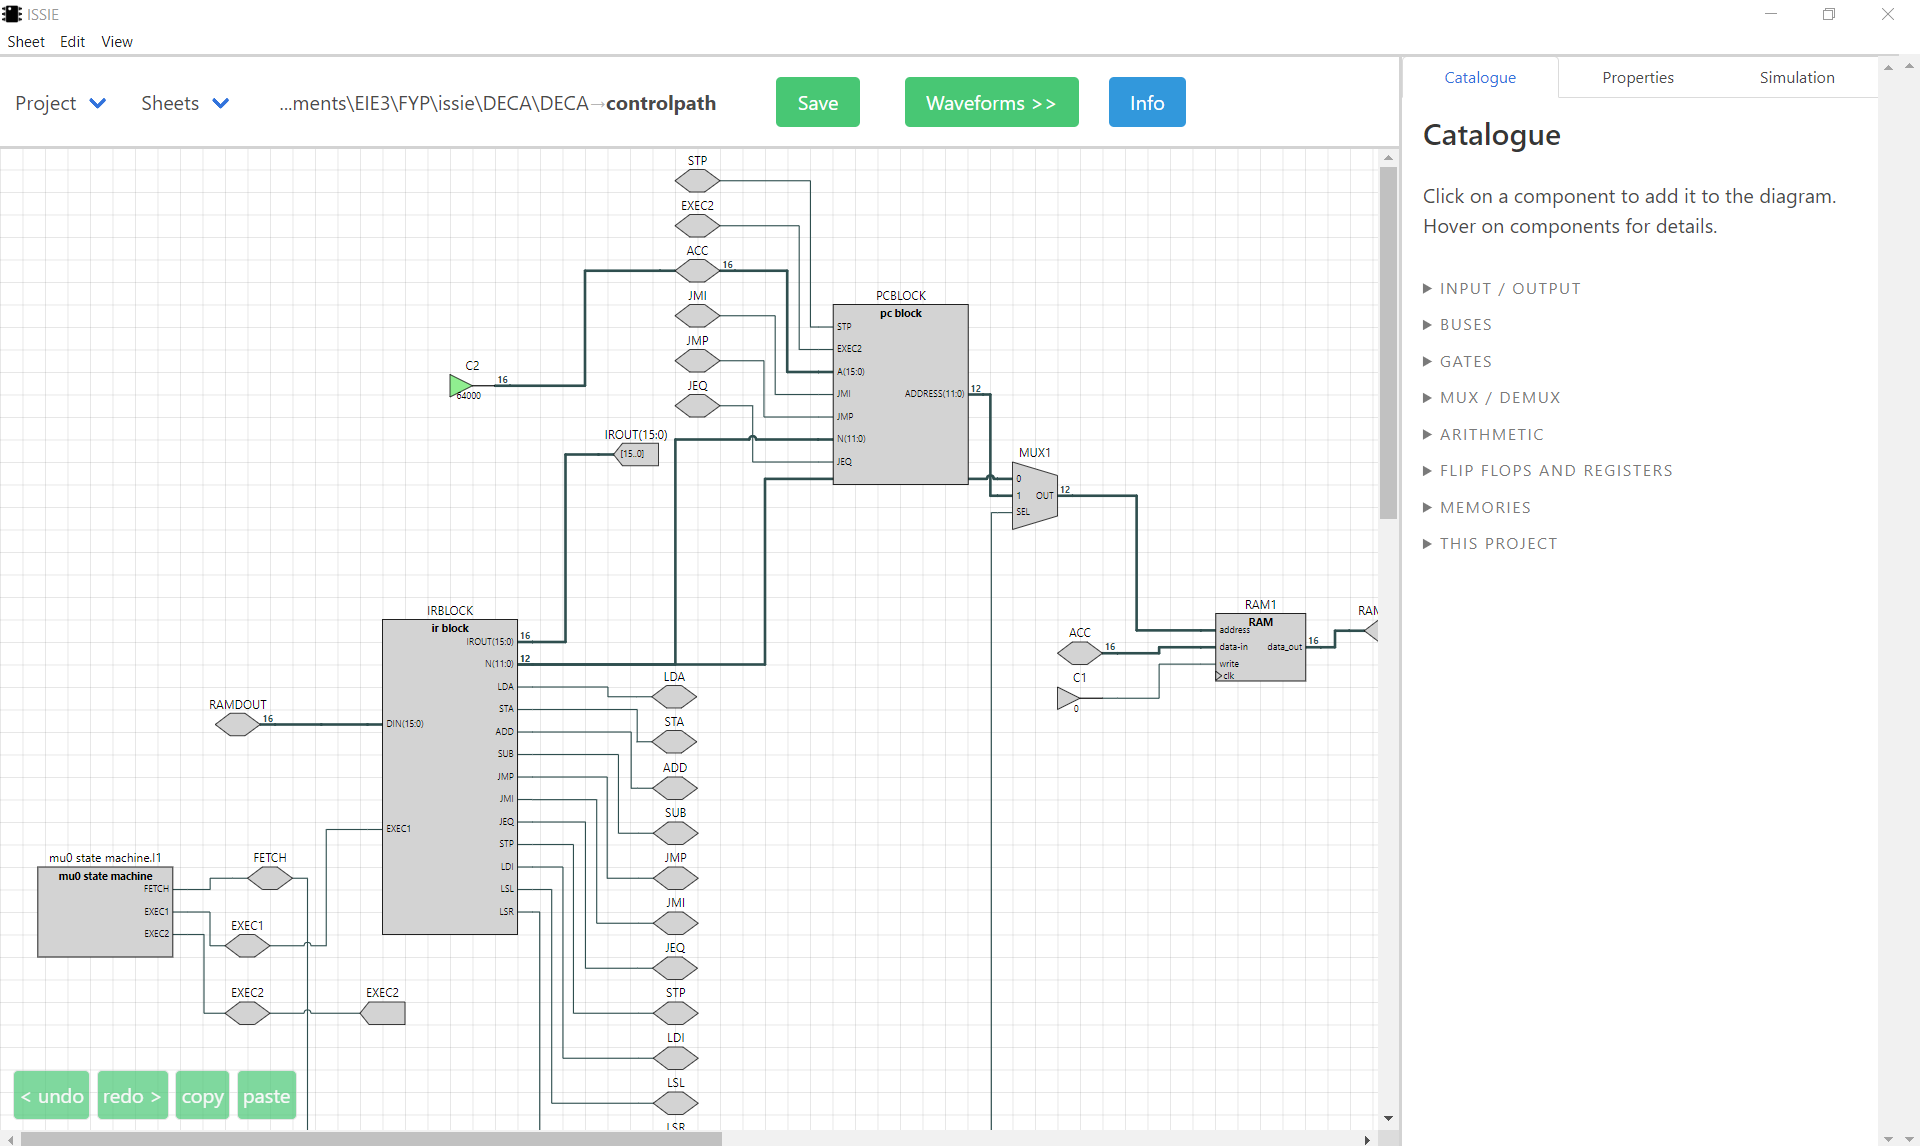 ISSIE
Sheet Edit View
Project Sheets ...ments\EIE3\FYP\issie\DECA\DECA→controlpath Save Waveforms >> Info
Catalogue Properties Simulation
Catalogue
Click on a component to add it to the diagram.
Hover on components for details.
INPUT / OUTPUT
BUSES
GATES
MUX / DEMUX
ARITHMETIC
FLIP FLOPS AND REGISTERS
MEMORIES
THIS PROJECT
STP
EXEC2
ACC
16
JMI
JMP
JEQ
C2
16
64000
IROUT(15:0)
[15..0]
PCBLOCK
pc block
STP
EXEC2
A(15:0)
JMI
JMP
N(11:0)
JEQ
ADDRESS(11:0)
12
MUX1
0
1
SEL
OUT
12
RAM1
RAM
address
data-in
write
clk
data_out
16
RAM
ACC
16
C1
0
IRBLOCK
ir block
DIN(15:0)
EXEC1
IROUT(15:0)
16
N(11:0)
12
LDA
STA
ADD
SUB
JMP
JMI
JEQ
STP
LDI
LSL
LSR
LDA
STA
ADD
SUB
JMP
JMI
JEQ
STP
LDI
LSL
LSR
RAMDOUT
16
mu0 state machine.I1
mu0 state machine
FETCH
EXEC1
EXEC2
FETCH
EXEC1
EXEC2
EXEC2
< undo redo > copy paste